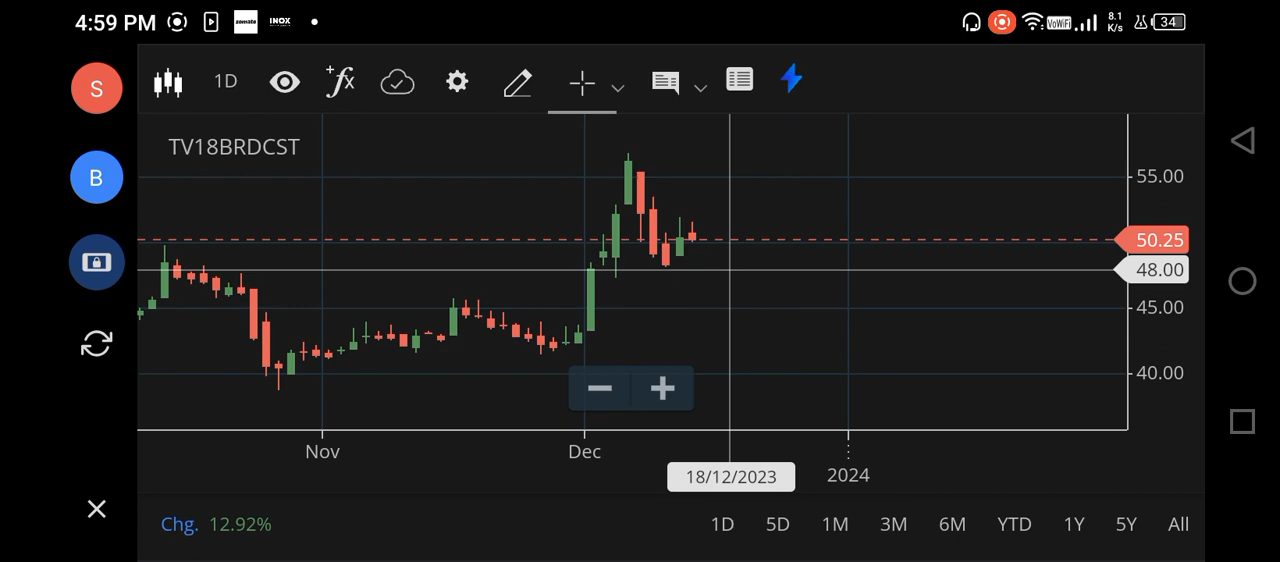 4:59 PM zomato INOX VoWiFi 8.1 K/s 34
S
B
1D
+fx
TV18BRDCST
55.00
50.25
48.00
45.00
40.00
Nov Dec 2024
18/12/2023
Chg. 12.92%
1D 5D 1M 3M 6M YTD 1Y 5Y All